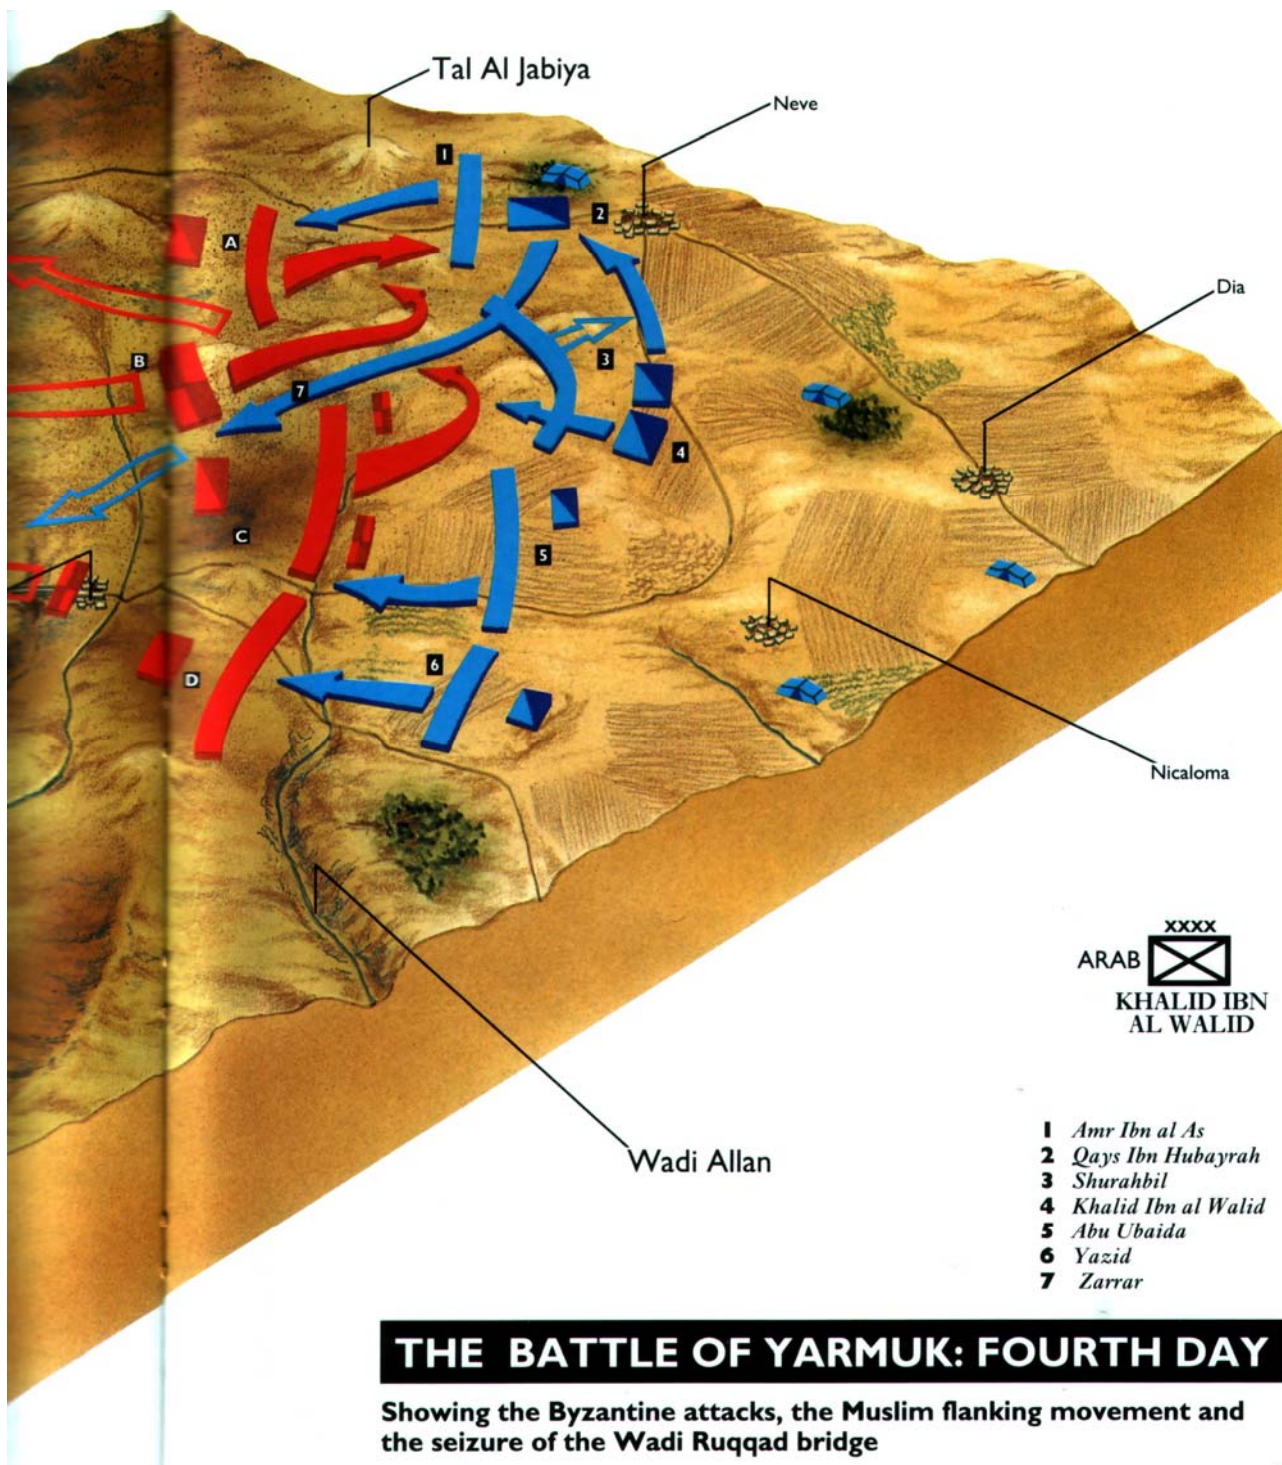 Tal Al Jabiya
Neve
1
2
A
Dia
B
3
7
4
C
5
6
D
Nicaloma
XXXX
ARAB
KHALID IBN
AL WALID
Wadi Allan
1 Amr Ibn al As
2 Qays Ibn Hubayrah
3 Shurahbil
4 Khalid Ibn al Walid
5 Abu Ubaida
6 Yazid
7 Zarrar
THE BATTLE OF YARMUK: FOURTH DAY
Showing the Byzantine attacks, the Muslim flanking movement and
the seizure of the Wadi Ruqqad bridge